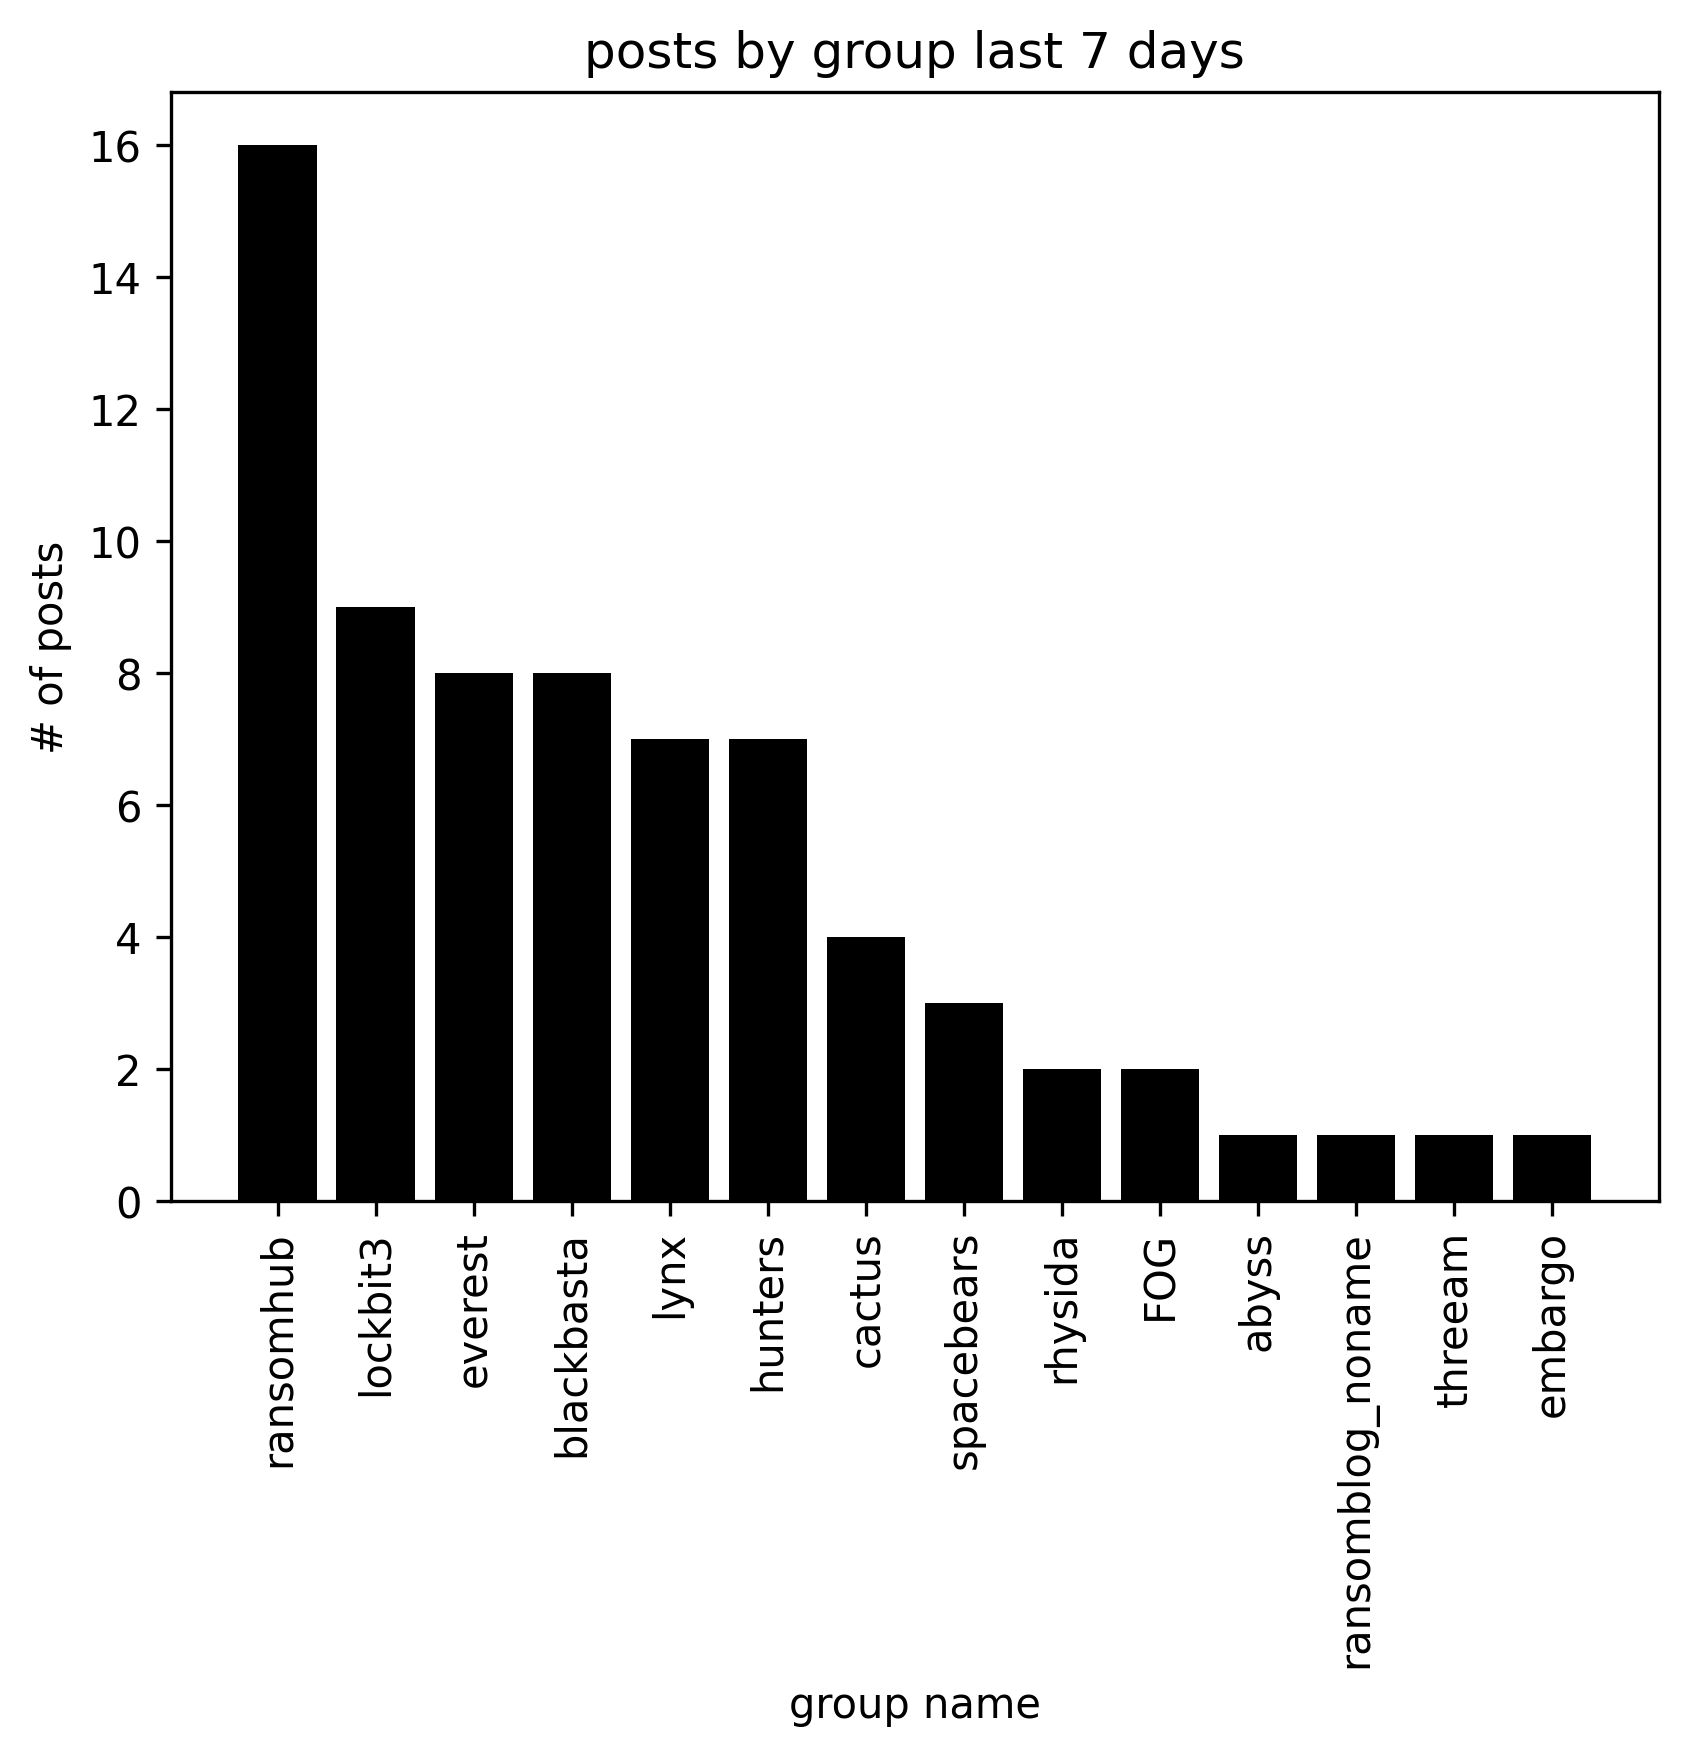 posts by group last 7 days
# of posts
16
14
12
10
8
6
4
2
0
ransomhub
lockbit3
everest
blackbasta
lynx
hunters
cactus
spacebears
rhysida
FOG
abyss
ransomblog_noname
threeam
embargo
group name